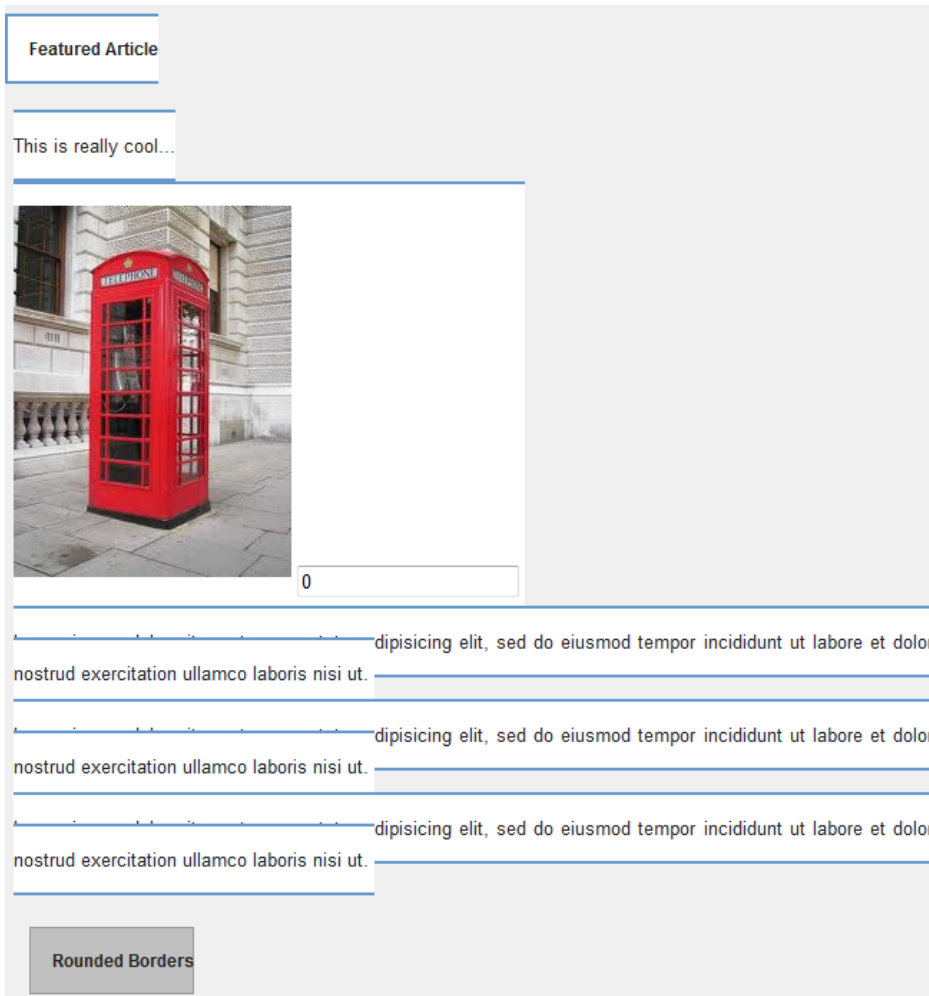 Featured Article
This is really cool...
TELEPHONE
0
dipisicing elit, sed do eiusmod tempor incididunt ut labore et dolor
nostrud exercitation ullamco laboris nisi ut.
dipisicing elit, sed do eiusmod tempor incididunt ut labore et dolor
nostrud exercitation ullamco laboris nisi ut.
dipisicing elit, sed do eiusmod tempor incididunt ut labore et dolor
nostrud exercitation ullamco laboris nisi ut.
Rounded Borders